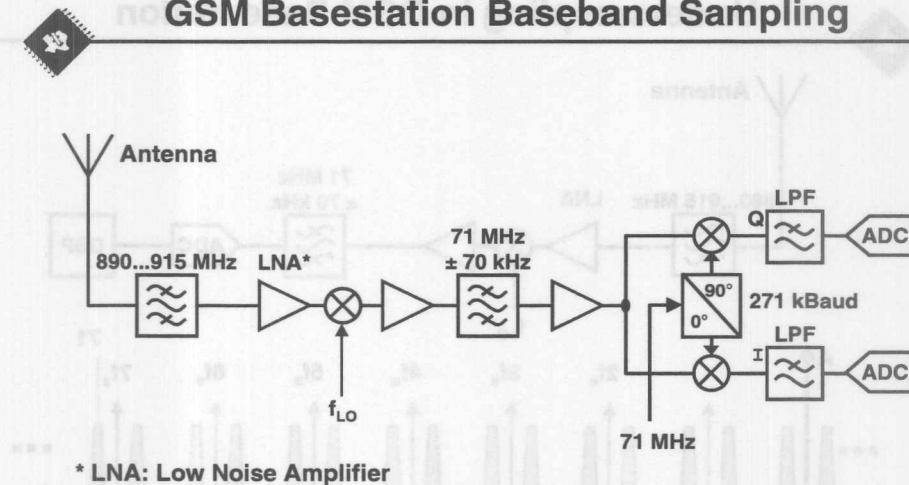 GSM Basestation Baseband Sampling
Antenna
890...915 MHz
LNA*
71 MHz
± 70 kHz
Q
LPF
ADC
90°
0°
271 kBaud
I
LPF
ADC
fLO
71 MHz
* LNA: Low Noise Amplifier